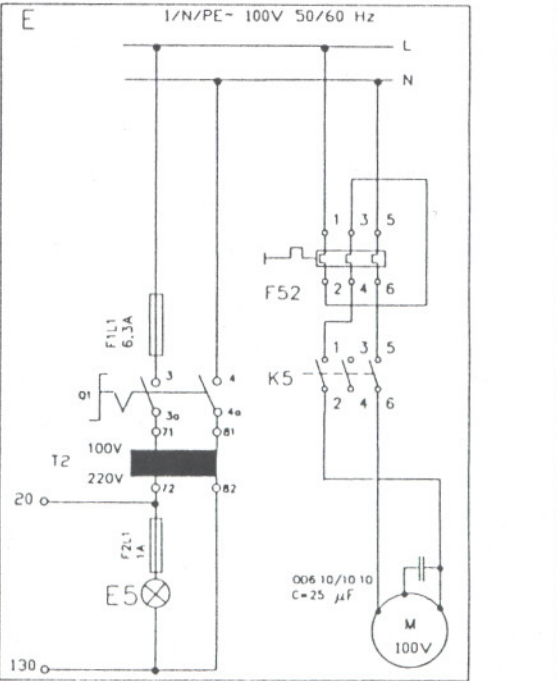 E
1/N/PE~ 100V 50/60 Hz
L
N
1 3 5
F52
2 4 6
F1L1
6,3A
Q1
3 4
3a 4a
71 81
K5
1 3 5
2 4 6
T2
100V
220V
72 82
20
F2L1
1A
E5
006 10/10 10
C=25 µF
M
100V
130